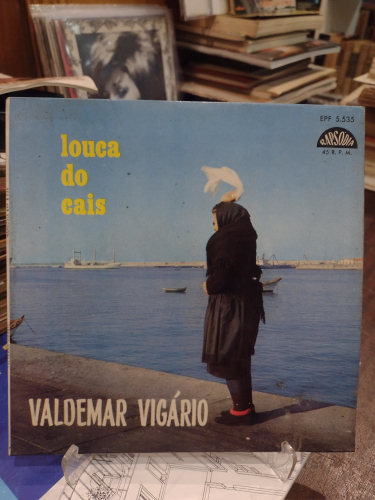 EPF 5.535
RAPSÓDIA
45 R. P. M.
louca
do
cais
VALDEMAR VIGÁRIO